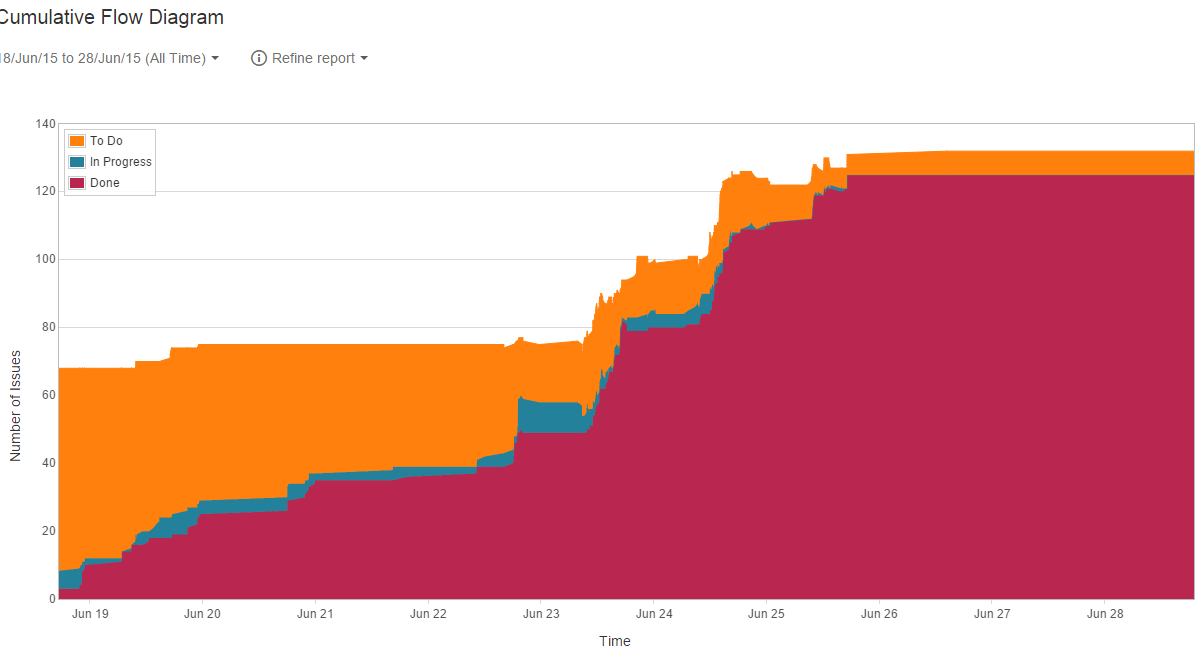 Cumulative Flow Diagram
18/Jun/15 to 28/Jun/15 (All Time)
Refine report
140
120
100
80
60
40
20
0
Number of Issues
To Do
In Progress
Done
Jun 19 Jun 20 Jun 21 Jun 22 Jun 23 Jun 24 Jun 25 Jun 26 Jun 27 Jun 28
Time